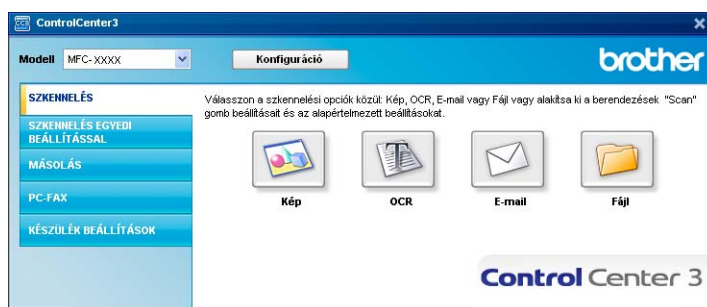 ControlCenter3
Modell MFC-XXXX Konfiguráció brother
SZKENNELÉS
Válasszon a szkennelési opciók közül: Kép, OCR, E-mail vagy Fájl vagy alakítsa ki a berendezések "Scan"
gomb beállításait és az alapértelmezett beállításokat.
SZKENNELÉS EGYEDI
BEÁLLÍTÁSSAL
MÁSOLÁS
PC-FAX
KÉSZÜLÉK BEÁLLÍTÁSOK
Kép OCR E-mail Fájl
Control Center 3